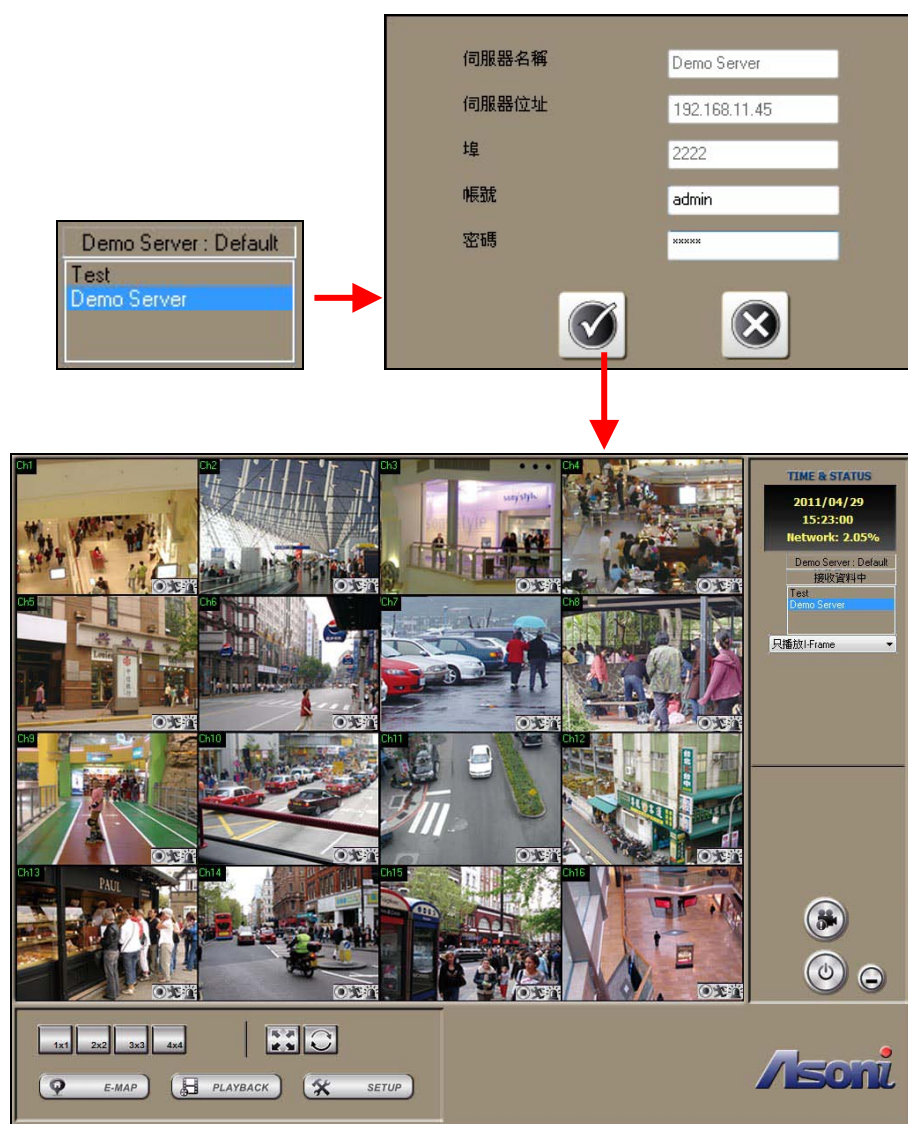 伺服器名稱
Demo Server
伺服器位址
192.168.11.45
埠
2222
帳號
admin
密碼
xxxxx
Demo Server : Default
Test
Demo Server
Ch1
Ch2
Ch3
sony style
Ch4
Ch5
Ch6
Ch7
Ch8
Ch9
Ch10
Ch11
Ch12
Ch13
PAUL
Ch14
Ch15
Ch16
TIME & STATUS
2011/04/29
15:23:00
Network: 2.05%
Demo Server : Default
接收資料中
Test
Demo Server
只播放I-Frame
1x1
2x2
3x3
4x4
E-MAP
PLAYBACK
SETUP
Asoni